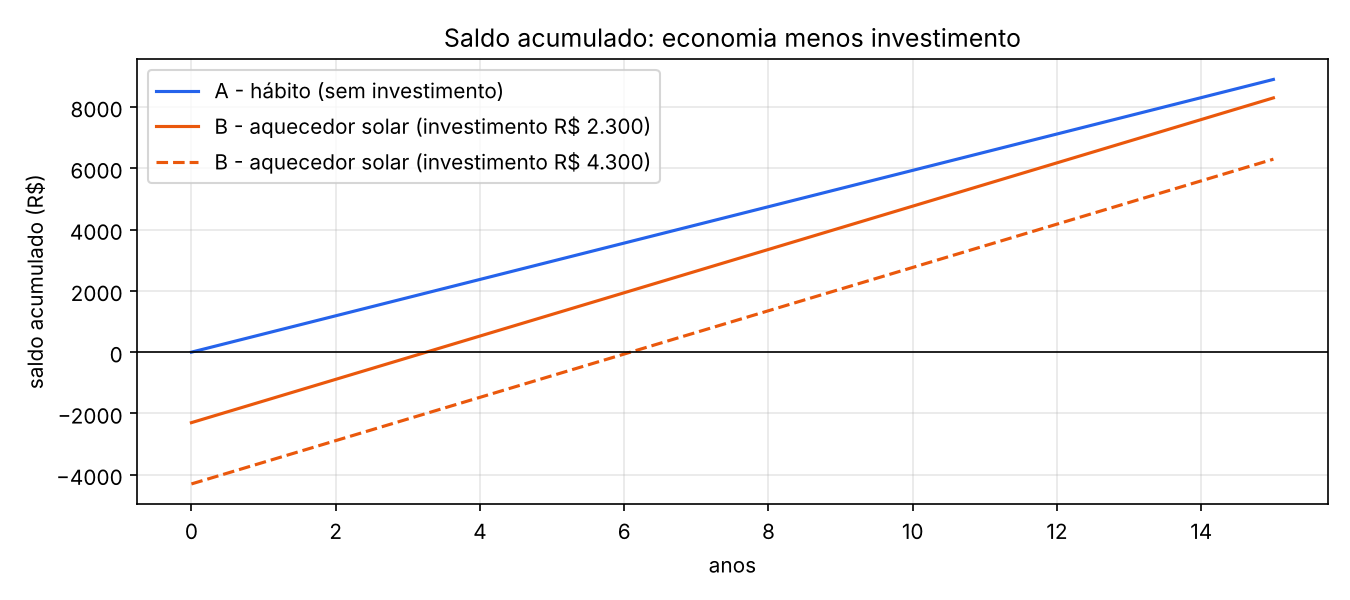 Saldo acumulado: economia menos investimento
A - hábito (sem investimento)
B - aquecedor solar (investimento R$ 2.300)
B - aquecedor solar (investimento R$ 4.300)
saldo acumulado (R$)
8000
6000
4000
2000
0
−2000
−4000
0 2 4 6 8 10 12 14
anos